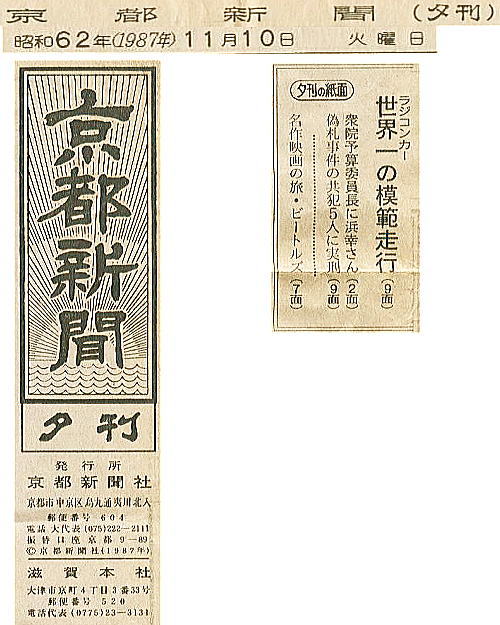 京都新聞(夕刊)
昭和62年(1987年)11月10日 火曜日
京都新聞
夕刊
発行所
京都新聞社
京都市中京区烏丸通夷川北入
郵便番号 604
電話 大代表(075)222―2111
振替口座京都 9―89
©京都新聞社(1987年)
滋賀本社
大津市京町4丁目3番33号
郵便番号 520
電話代表(0775)23―3131
夕刊の紙面
ラジコンカー
世界一の模範走行(9面)
衆院予算委員長に浜幸さん(2面)
偽札事件の共犯5人に実刑(9面)
名作映画の旅・ビートルズ(7面)